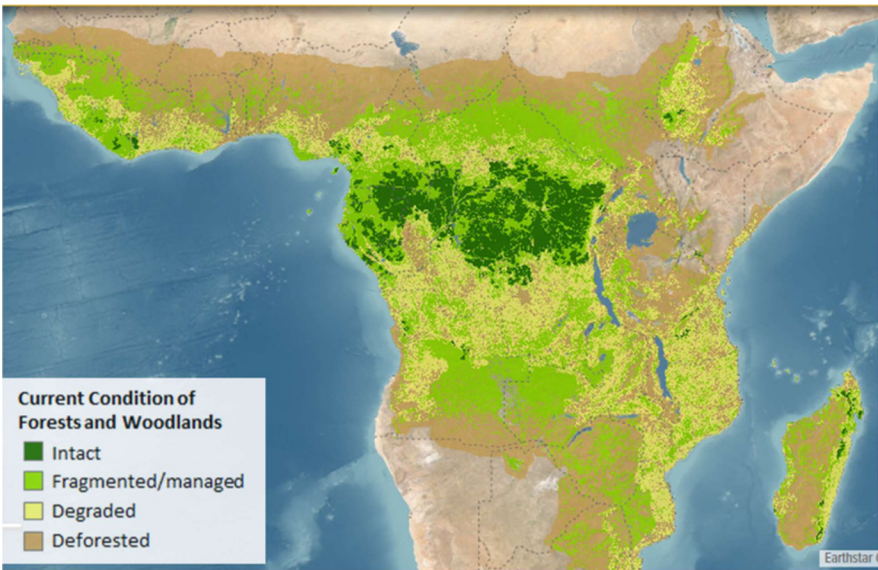 Current Condition of
Forests and Woodlands
Intact
Fragmented/managed
Degraded
Deforested
Earthstar